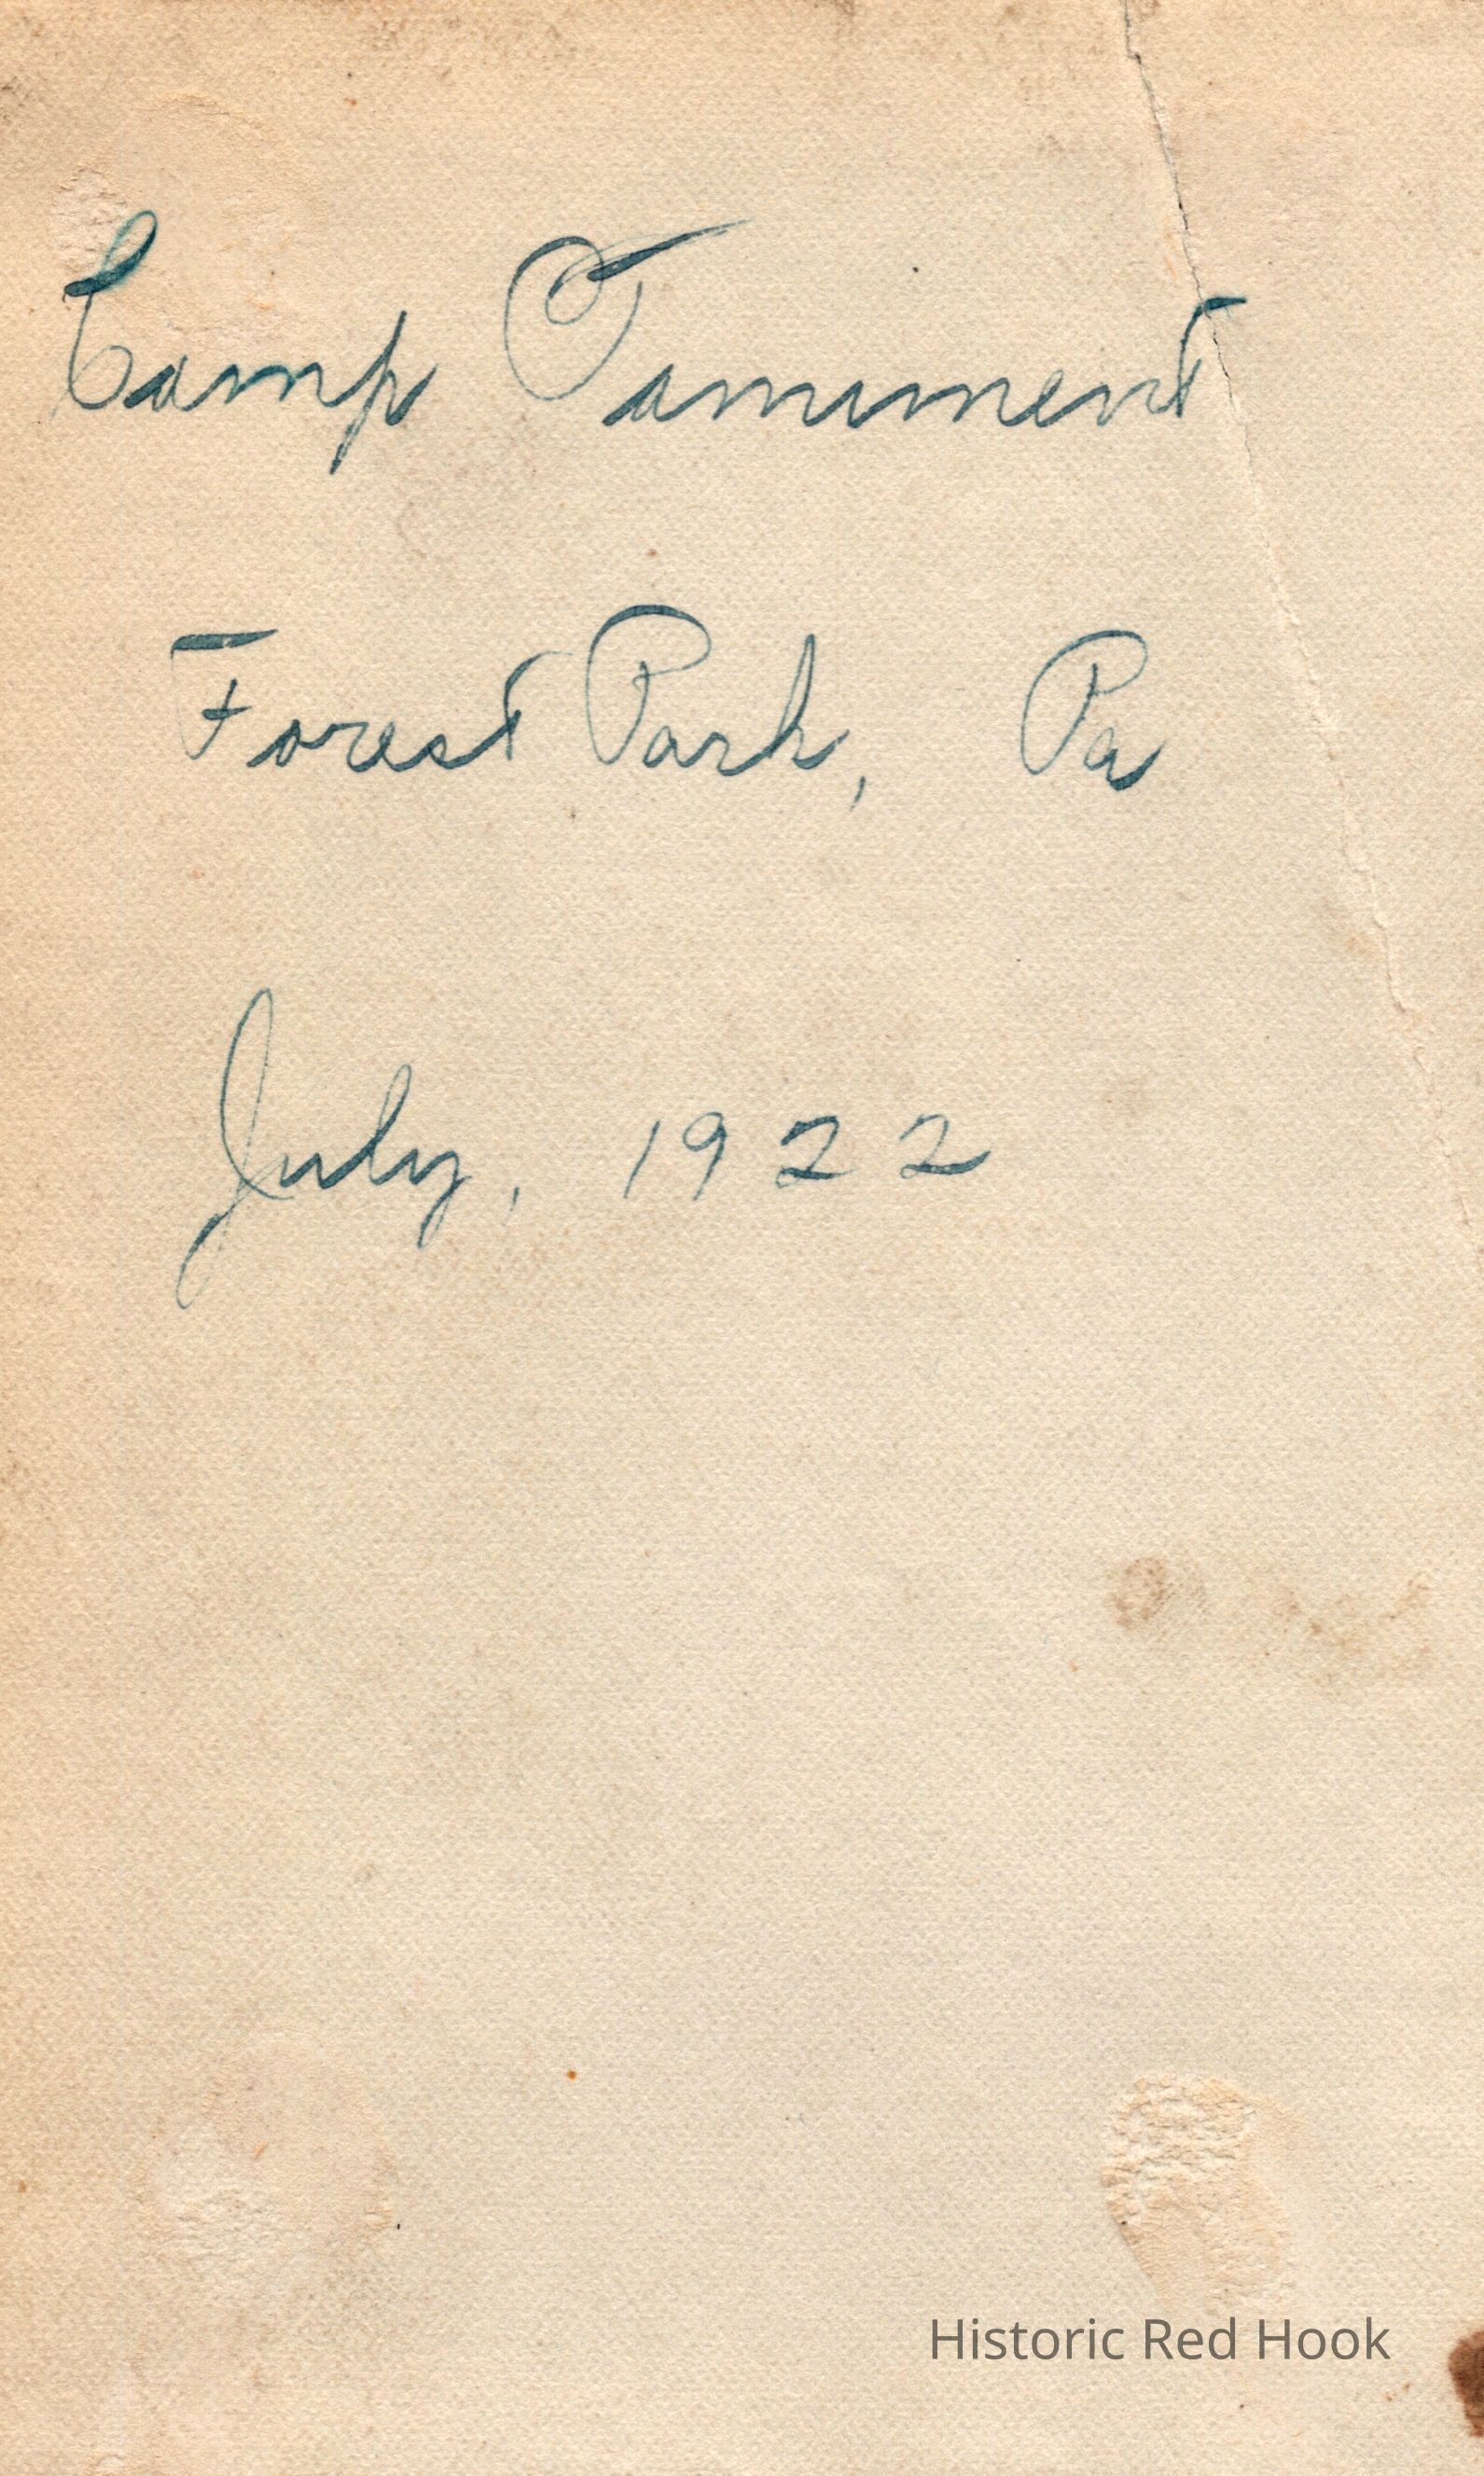 Camp Tamiment
Forest Park, Pa
July, 1922
Historic Red Hook